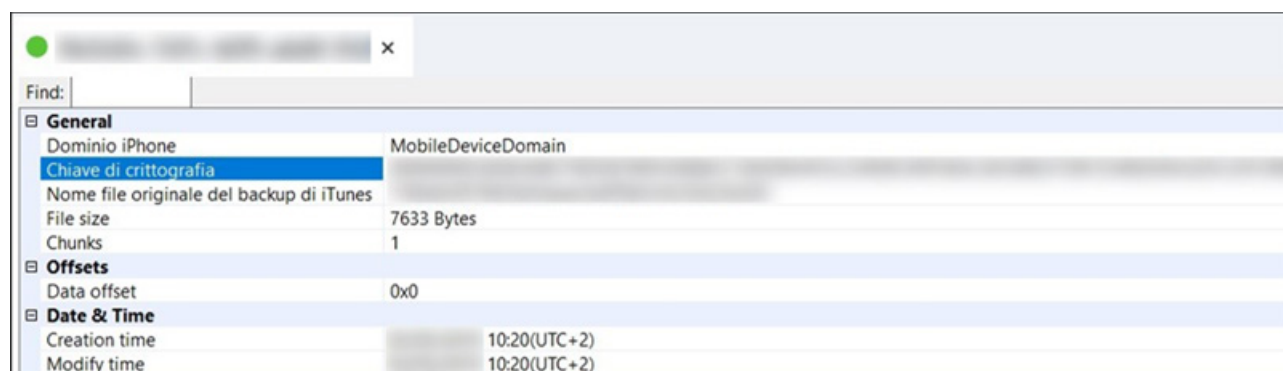 ×
Find:
General
Dominio iPhone MobileDeviceDomain
Chiave di crittografia
Nome file originale del backup di iTunes
File size 7633 Bytes
Chunks 1
Offsets
Data offset 0x0
Date & Time
Creation time 10:20(UTC+2)
Modify time 10:20(UTC+2)